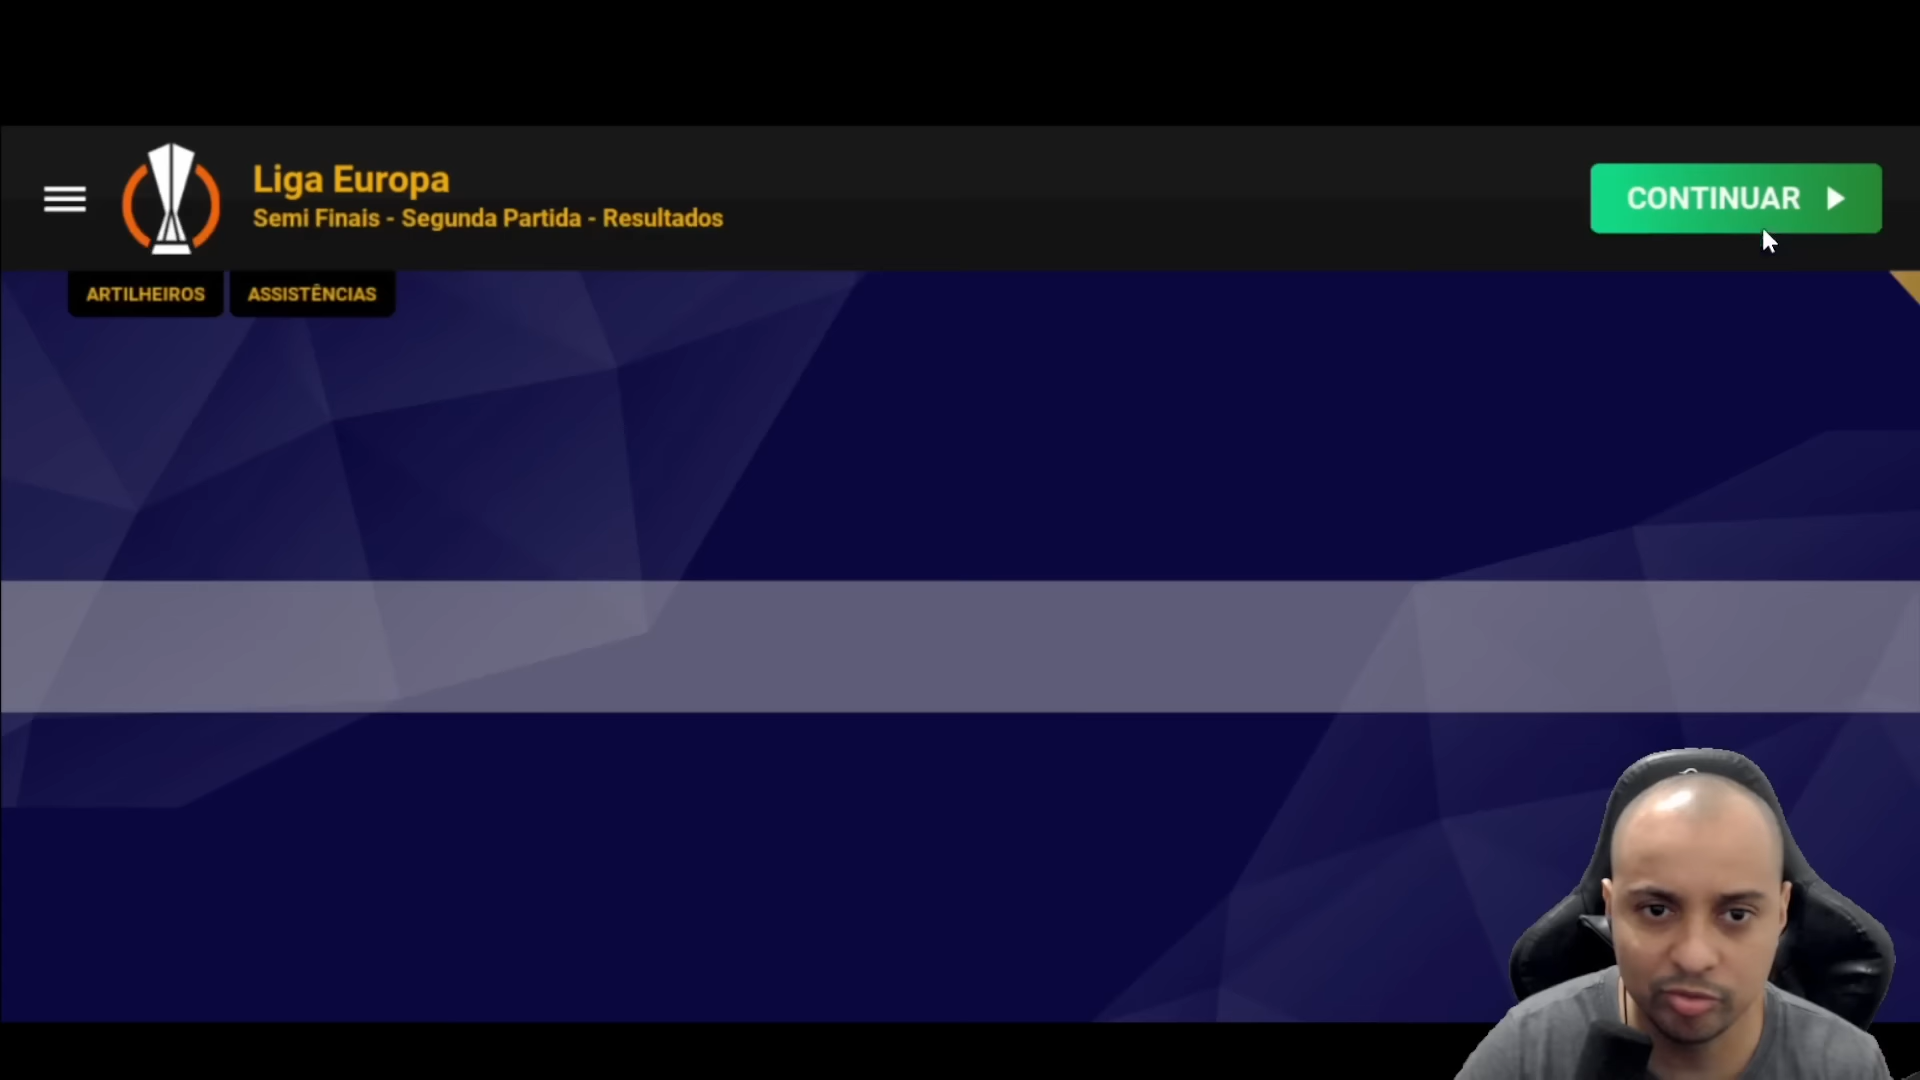 Liga Europa
Semi Finais - Segunda Partida - Resultados
CONTINUAR
ARTILHEIROS
ASSISTÊNCIAS